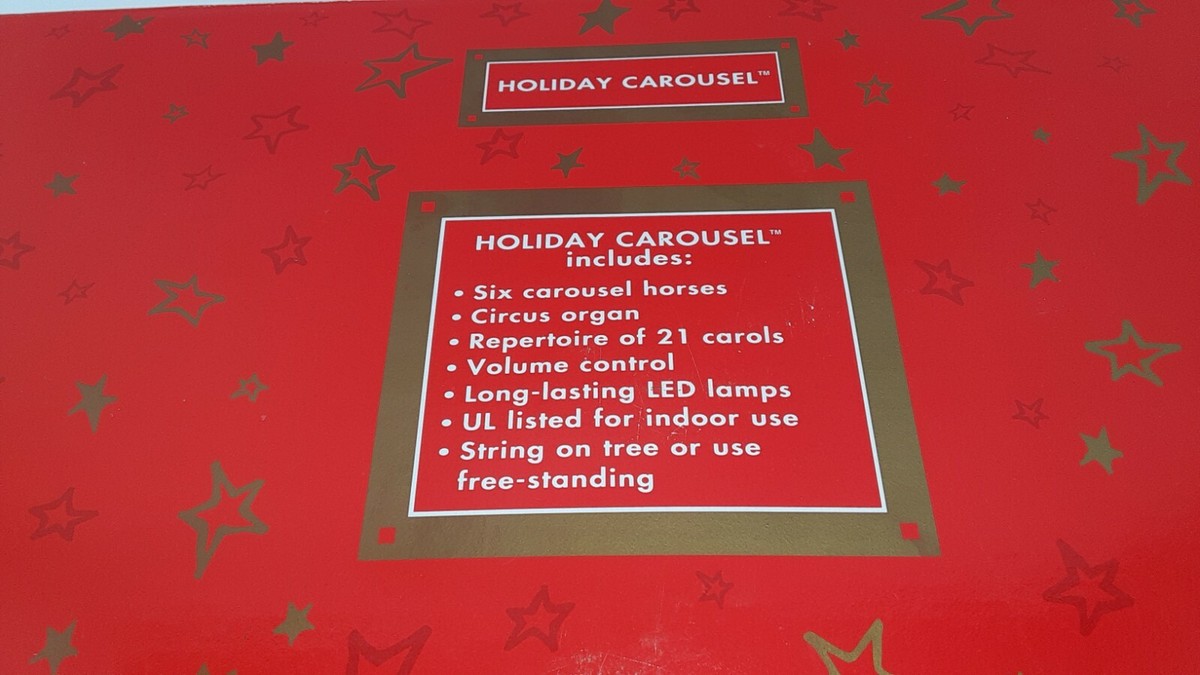 HOLIDAY CAROUSEL™
HOLIDAY CAROUSEL™
includes:
• Six carousel horses
• Circus organ
• Repertoire of 21 carols
• Volume control
• Long-lasting LED lamps
• UL listed for indoor use
• String on tree or use
free-standing